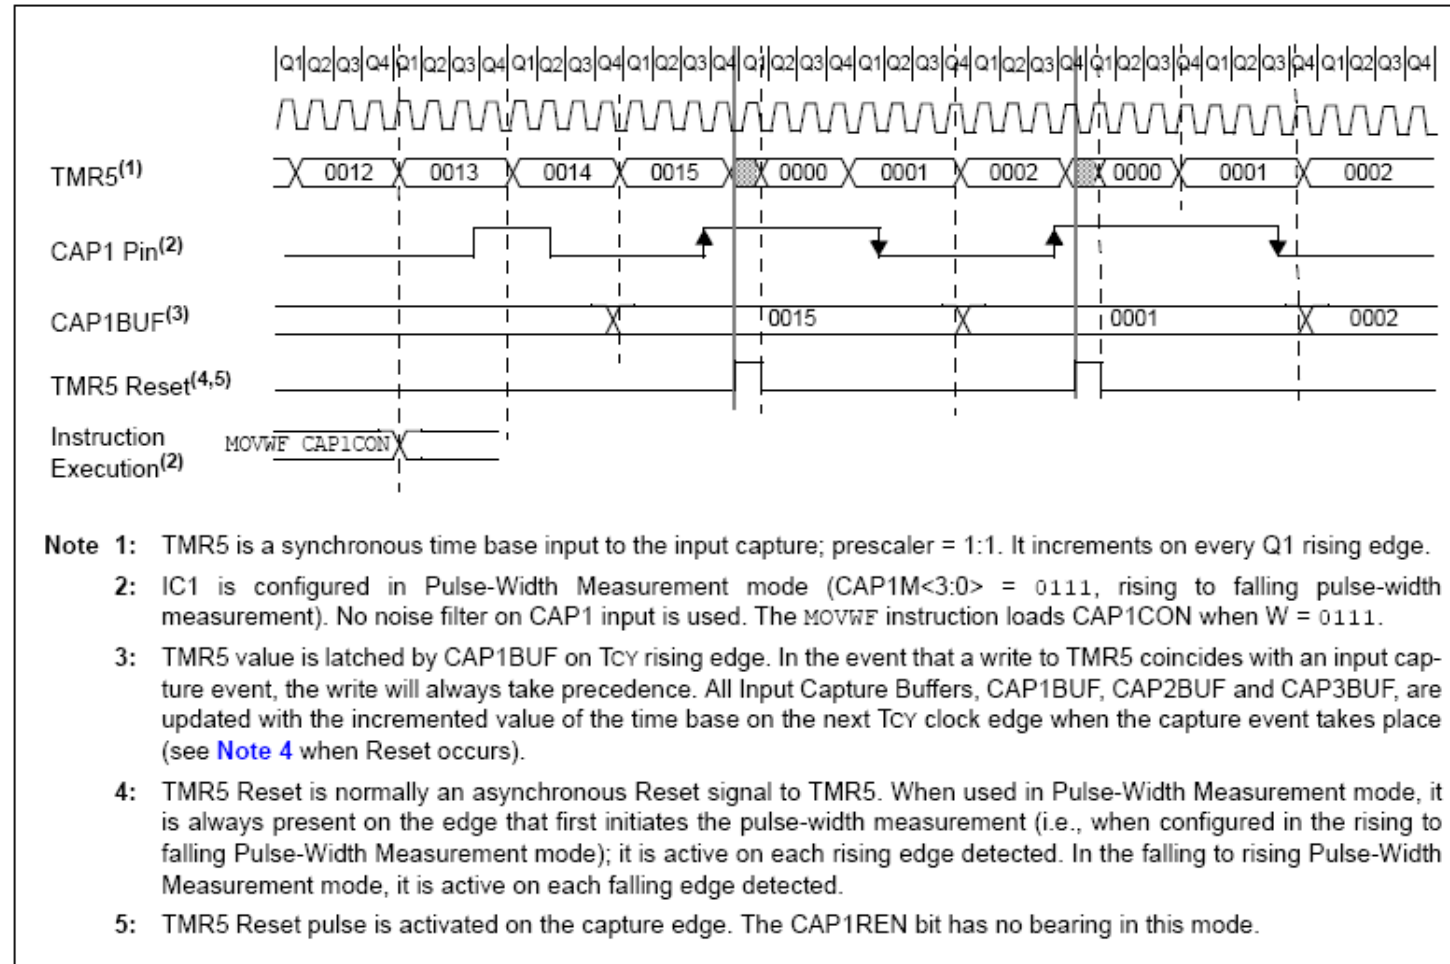 Q1 Q2 Q3 Q4 Q1 Q2 Q3 Q4 Q1 Q2 Q3 Q4 Q1 Q2 Q3 Q4 Q1 Q2 Q3 Q4 Q1 Q2 Q3 Q4 Q1 Q2 Q3 Q4 Q1 Q2 Q3 Q4 Q1 Q2 Q3 Q4 Q1 Q2 Q3 Q4
TMR5(1) 0012 0013 0014 0015 0000 0001 0002 0000 0001 0002
CAP1 Pin(2)
CAP1BUF(3) 0015 0001 0002
TMR5 Reset(4,5)
Instruction
Execution(2) MOVWF CAP1CON
Note 1: TMR5 is a synchronous time base input to the input capture; prescaler = 1:1. It increments on every Q1 rising edge.
2: IC1 is configured in Pulse-Width Measurement mode (CAP1M<3:0> = 0111, rising to falling pulse-width
measurement). No noise filter on CAP1 input is used. The MOVWF instruction loads CAP1CON when W = 0111.
3: TMR5 value is latched by CAP1BUF on TCY rising edge. In the event that a write to TMR5 coincides with an input cap-
ture event, the write will always take precedence. All Input Capture Buffers, CAP1BUF, CAP2BUF and CAP3BUF, are
updated with the incremented value of the time base on the next TCY clock edge when the capture event takes place
(see Note 4 when Reset occurs).
4: TMR5 Reset is normally an asynchronous Reset signal to TMR5. When used in Pulse-Width Measurement mode, it
is always present on the edge that first initiates the pulse-width measurement (i.e., when configured in the rising to
falling Pulse-Width Measurement mode); it is active on each rising edge detected. In the falling to rising Pulse-Width
Measurement mode, it is active on each falling edge detected.
5: TMR5 Reset pulse is activated on the capture edge. The CAP1REN bit has no bearing in this mode.